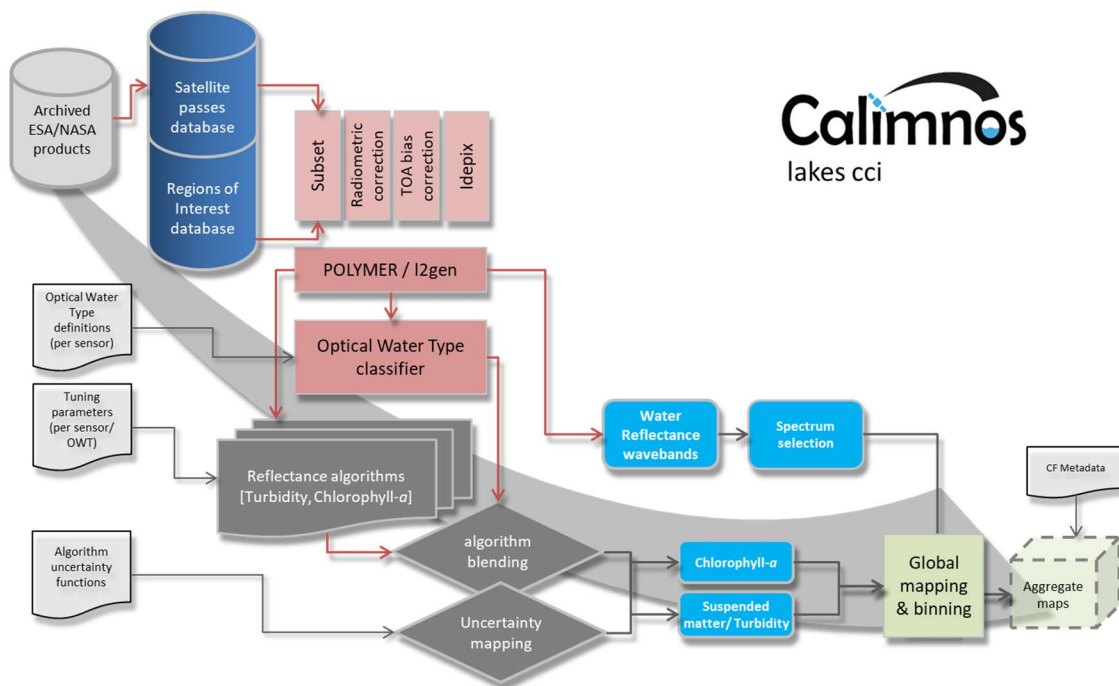 Archived
ESA/NASA
products
Satellite
passes
database
Regions of
Interest
database
Subset
Radiometric
correction
TOA bias
correction
Idepix
Calimnos
lakes cci
POLYMER / l2gen
Optical Water
Type
definitions
(per sensor)
Optical Water Type
classifier
Tuning
parameters
(per sensor/
OWT)
Water
Reflectance
wavebands
Spectrum
selection
Reflectance algorithms
[Turbidity, Chlorophyll-a]
CF Metadata
Algorithm
uncertainty
functions
algorithm
blending
Uncertainty
mapping
Chlorophyll-a
Suspended
matter/ Turbidity
Global
mapping
& binning
Aggregate
maps